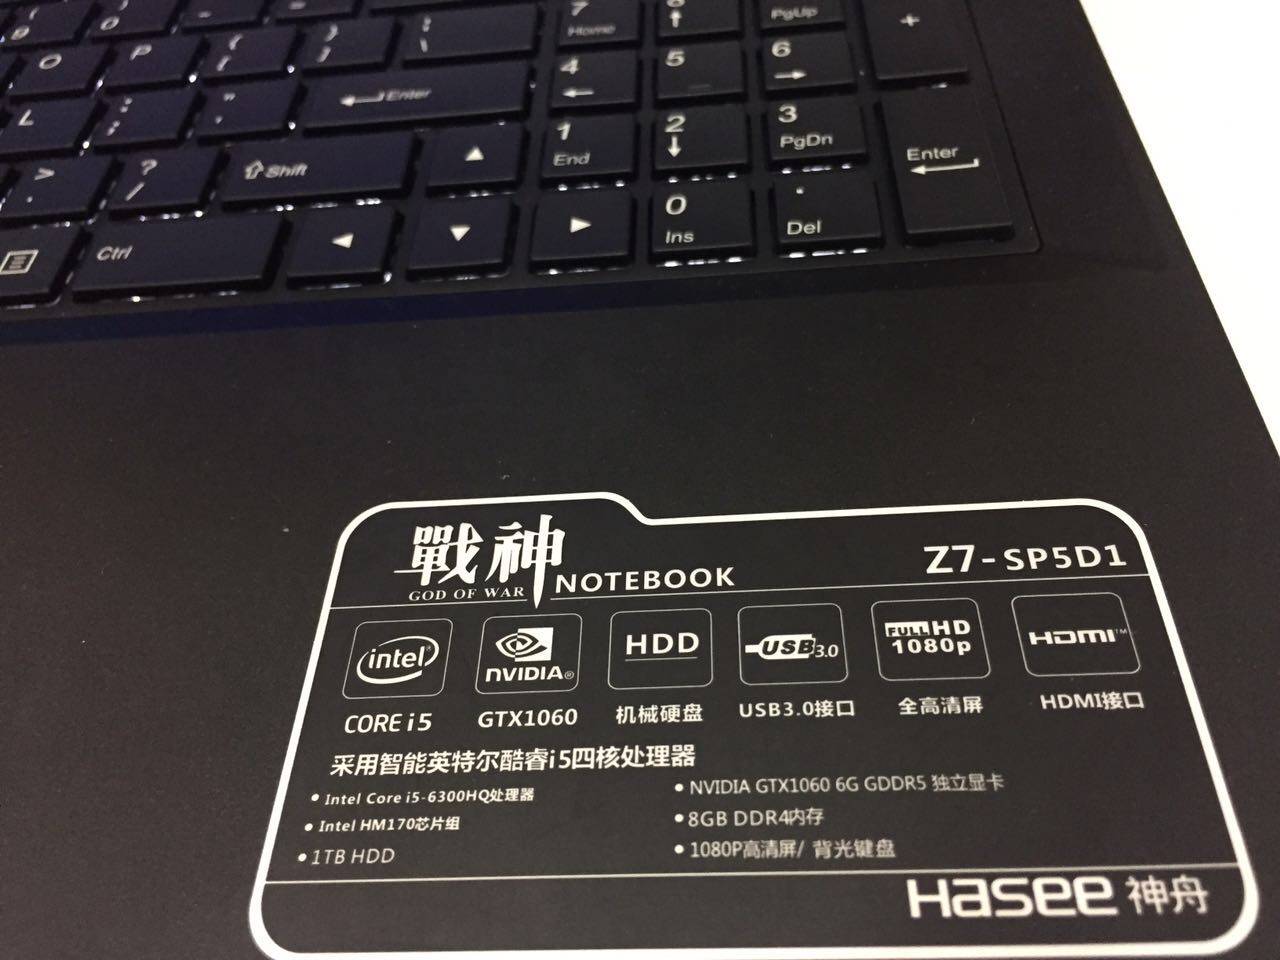 7 Home
PgUp
+
O
P
4
5
6
L
Enter
1 End
2
3 PgDn
Enter
?
/
Shift
0 Ins
. Del
Ctrl
戰神
GOD OF WAR
NOTEBOOK
Z7-SP5D1
intel
NVIDIA
HDD
USB3.0
FULL HD 1080p
HDMI™
CORE i5
GTX1060
机械硬盘
USB3.0接口
全高清屏
HDMI接口
采用智能英特尔酷睿i5四核处理器
• Intel Core i5-6300HQ处理器
• Intel HM170芯片组
• 1TB HDD
• NVIDIA GTX1060 6G GDDR5 独立显卡
• 8GB DDR4内存
• 1080P高清屏/ 背光键盘
Hasee 神舟